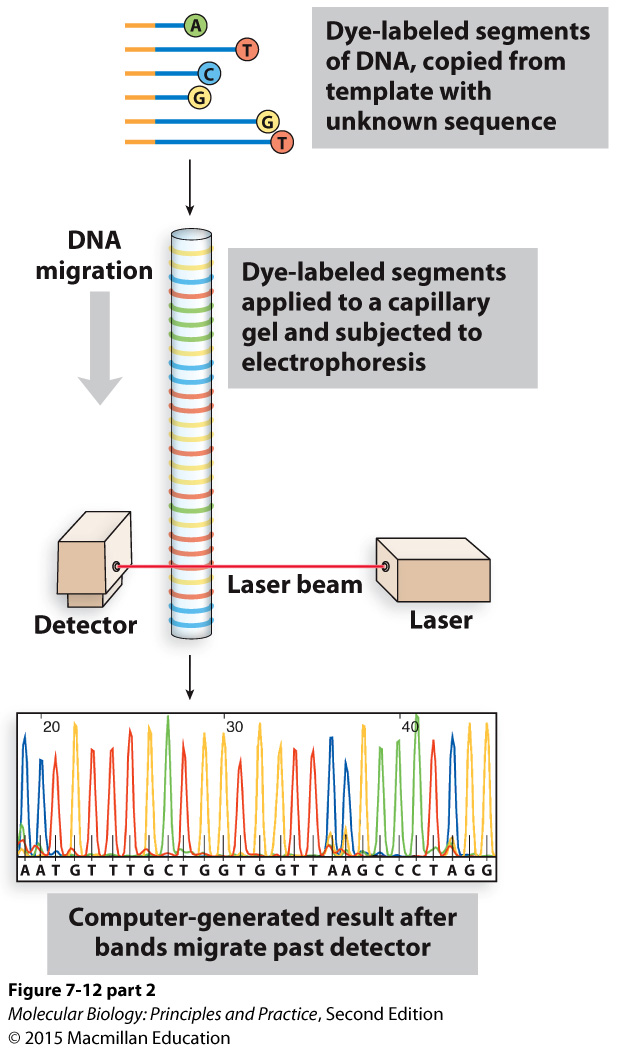 A
T
C
G
G
T
Dye-labeled segments
of DNA, copied from
template with
unknown sequence
DNA
migration
Dye-labeled segments
applied to a capillary
gel and subjected to
electrophoresis
Laser beam
Detector
Laser
20 30 40
A A T G T T T G C T G G T G G T T A A G C C C T A G G
Computer-generated result after
bands migrate past detector
Figure 7-12 part 2
Molecular Biology: Principles and Practice, Second Edition
© 2015 Macmillan Education